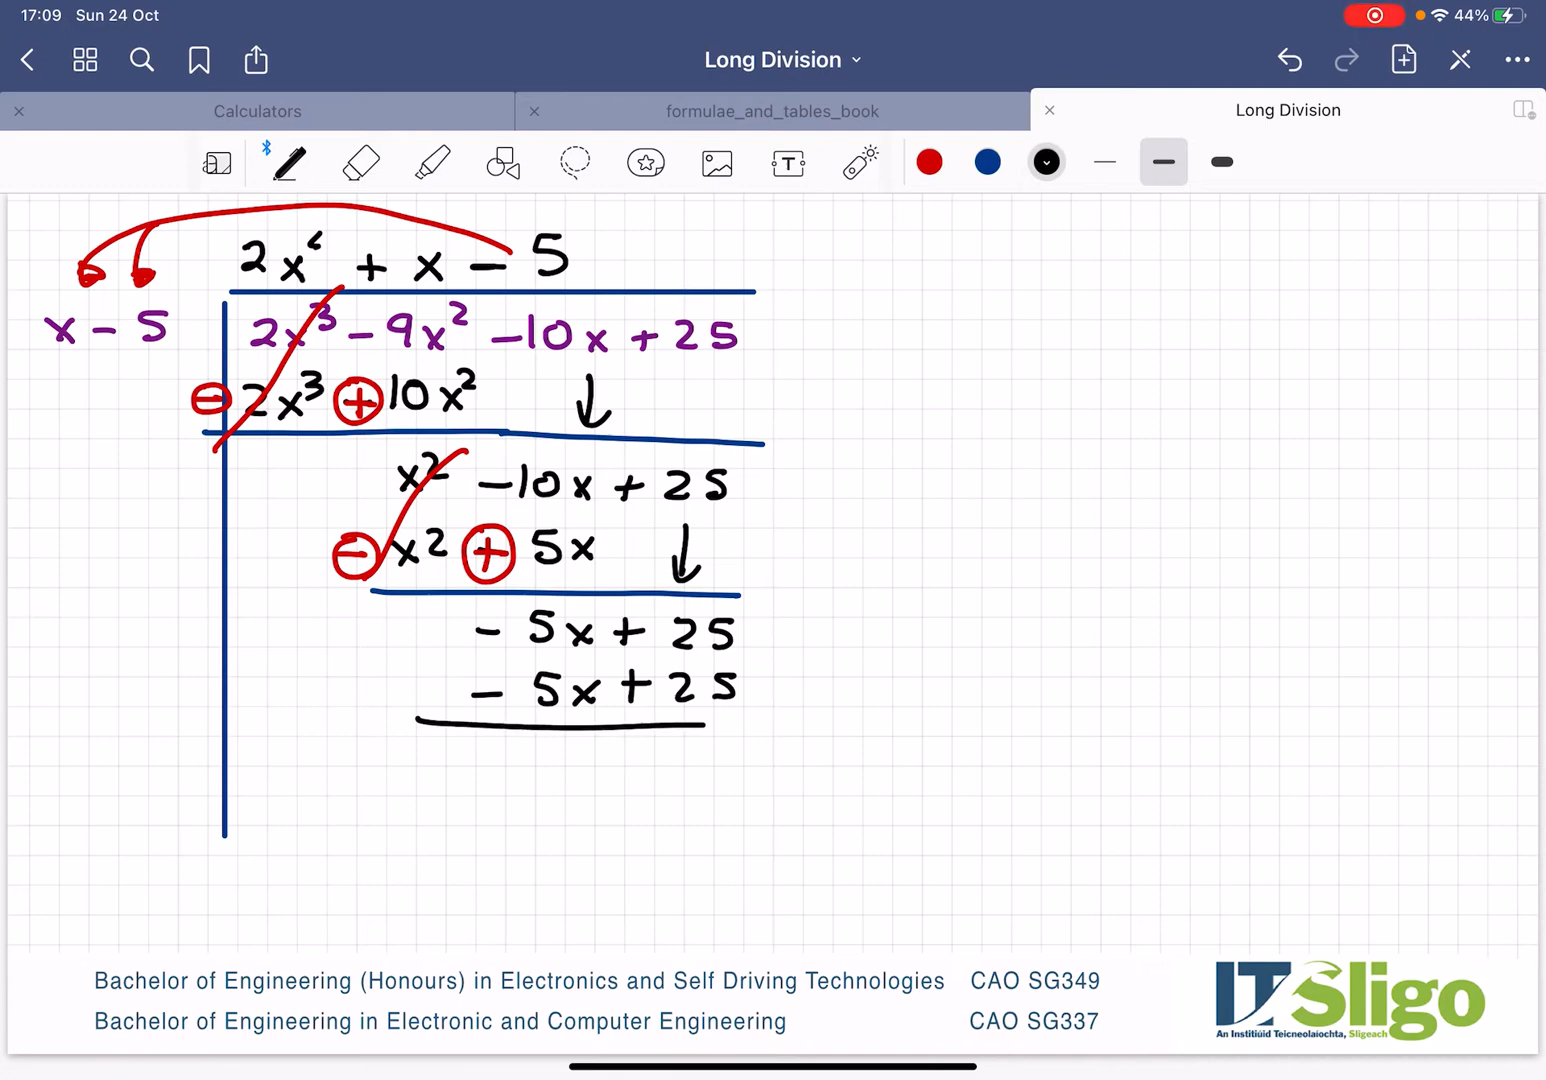 17:09 Sun 24 Oct 44%
Long Division
Calculators formulae_and_tables_book Long Division
T
2x² + x - 5
x - 5 2x³ - 9x² - 10x + 25
- 2x³ + 10x²
x² - 10x + 25
- x² + 5x
- 5x + 25
- 5x + 25
Bachelor of Engineering (Honours) in Electronics and Self Driving Technologies CAO SG349
Bachelor of Engineering in Electronic and Computer Engineering CAO SG337
IT Sligo
An Institiúid Teicneolaíochta, Sligeach